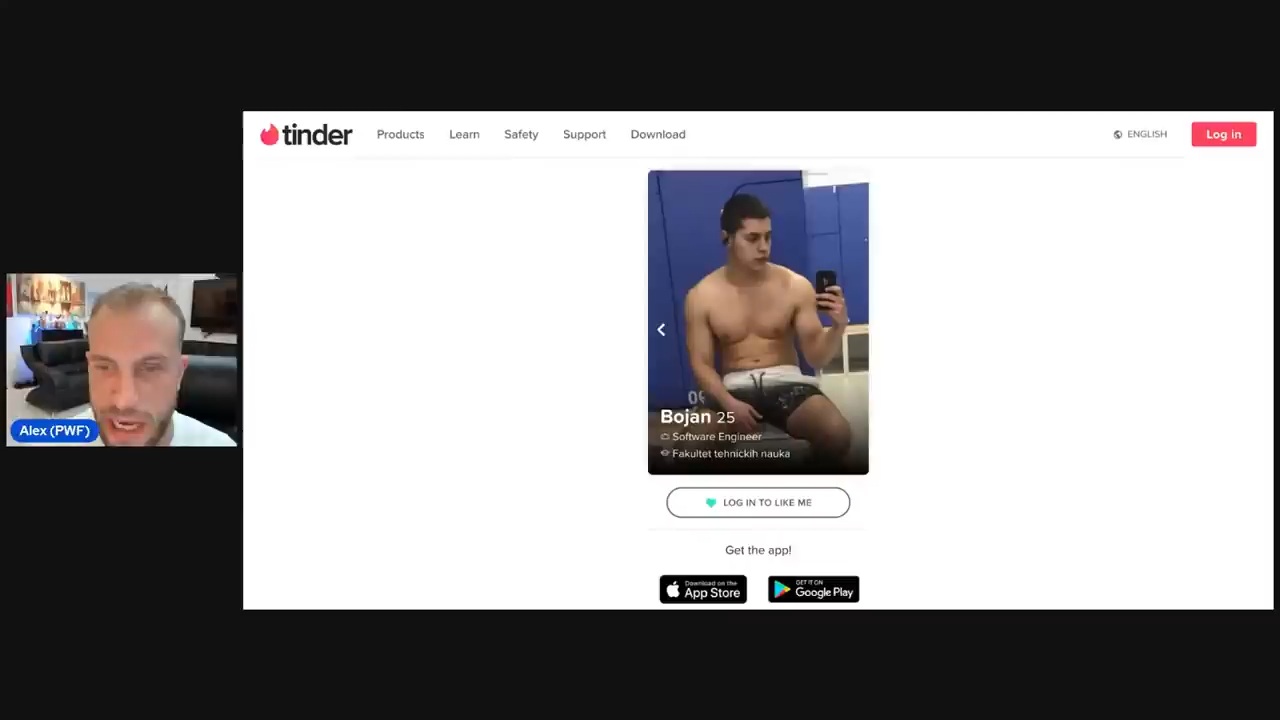 tinder
Products
Learn
Safety
Support
Download
ENGLISH
Log in
Bojan 25
Software Engineer
Fakultet tehnickih nauka
LOG IN TO LIKE ME
Get the app!
Download on the
App Store
GET IT ON
Google Play
Alex (PWF)